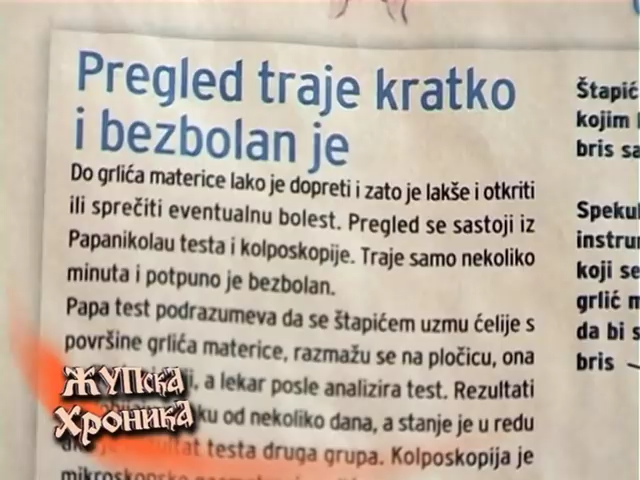 Pregled traje kratko
i bezbolan je
Do grlića materice lako je dopreti i zato je lakše i otkriti
ili sprečiti eventualnu bolest. Pregled se sastoji iz
Papanikolau testa i kolposkopije. Traje samo nekoliko
minuta i potpuno je bezbolan.
Papa test podrazumeva da se štapićem uzmu ćelije s
površine grlića materice, razmažu se na pločicu, ona
, a lekar posle analizira test. Rezultati
ku od nekoliko dana, a stanje je u redu
tat testa druga grupa. Kolposkopija je
Štapić
kojim
bris sa
Spekul
instru
koji se
grlić m
da bi s
bris –
ЖУПска
Хроника